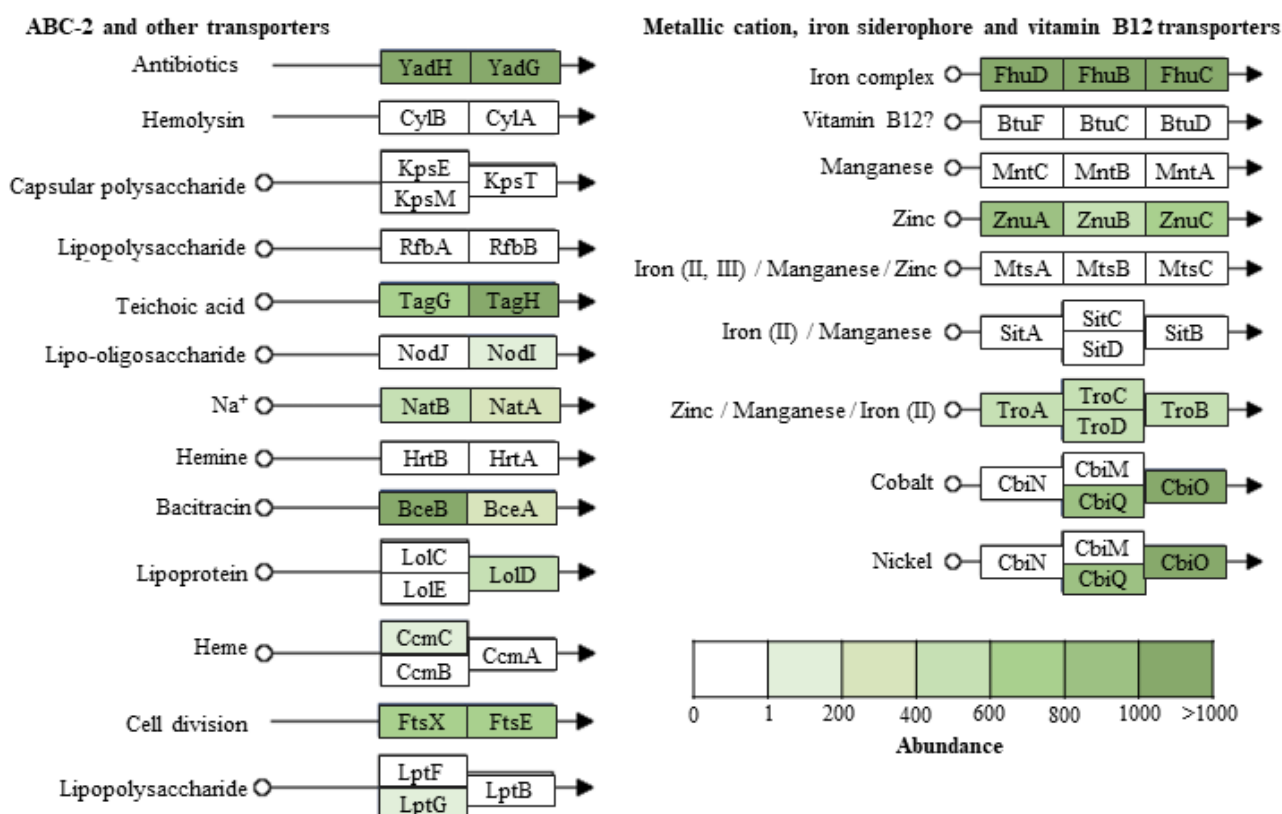 ABC-2 and other transporters
Antibiotics YadH YadG
Hemolysin CylB CylA
Capsular polysaccharide KpsE KpsM KpsT
Lipopolysaccharide RfbA RfbB
Teichoic acid TagG TagH
Lipo-oligosaccharide NodJ NodI
Na⁺ NatB NatA
Hemine HrtB HrtA
Bacitracin BceB BceA
Lipoprotein LolC LolE LolD
Heme CcmC CcmB CcmA
Cell division FtsX FtsE
Lipopolysaccharide LptF LptG LptB
Metallic cation, iron siderophore and vitamin B12 transporters
Iron complex FhuD FhuB FhuC
Vitamin B12? BtuF BtuC BtuD
Manganese MntC MntB MntA
Zinc ZnuA ZnuB ZnuC
Iron (II, III) / Manganese / Zinc MtsA MtsB MtsC
Iron (II) / Manganese SitA SitC SitD SitB
Zinc / Manganese / Iron (II) TroA TroC TroD TroB
Cobalt CbiN CbiM CbiQ CbiO
Nickel CbiN CbiM CbiQ CbiO
0 1 200 400 600 800 1000 >1000
Abundance